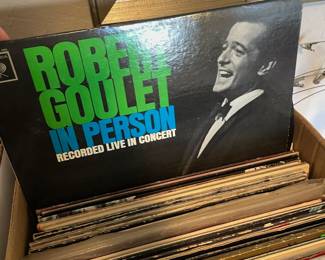 ROBERT
GOULET
IN PERSON
RECORDED LIVE IN CONCERT